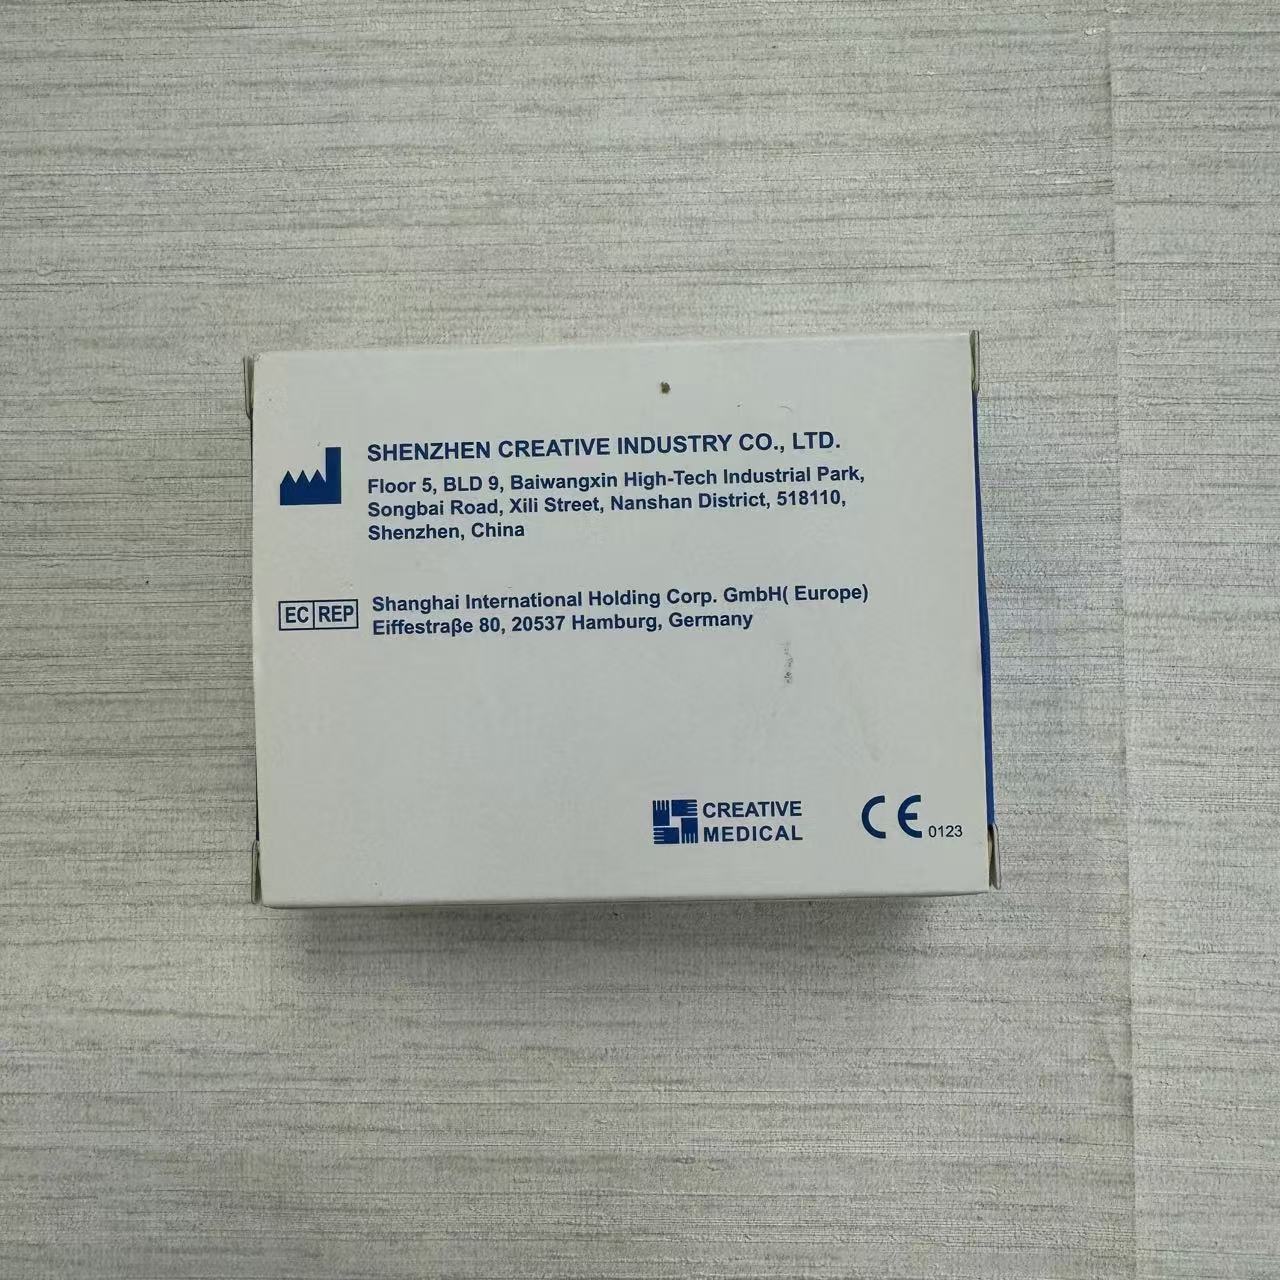 SHENZHEN CREATIVE INDUSTRY CO., LTD.
Floor 5, BLD 9, Baiwangxin High-Tech Industrial Park,
Songbai Road, Xili Street, Nanshan District, 518110,
Shenzhen, China
EC REP
Shanghai International Holding Corp. GmbH( Europe)
Eiffestraβe 80, 20537 Hamburg, Germany
CREATIVE
MEDICAL
CE 0123